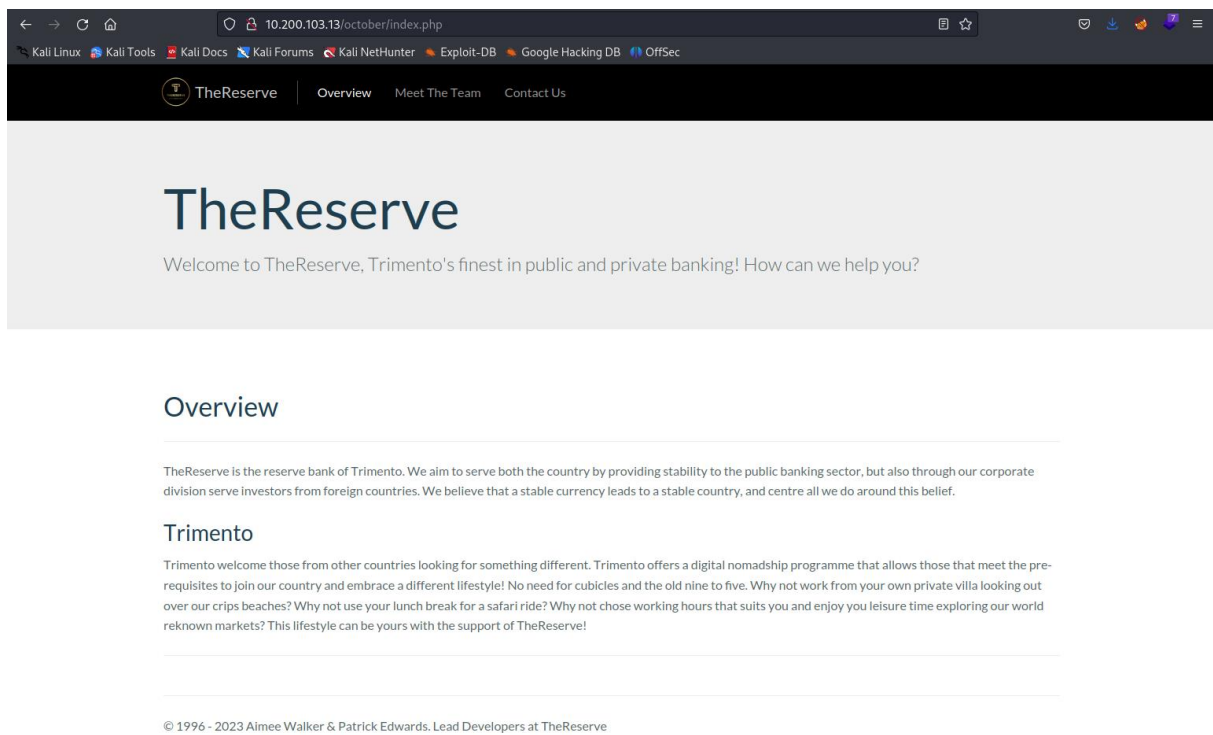 10.200.103.13/october/index.php
7
Kali Linux Kali Tools Kali Docs Kali Forums Kali NetHunter Exploit-DB Google Hacking DB OffSec
TheReserve Overview Meet The Team Contact Us
TheReserve
Welcome to TheReserve, Trimento's finest in public and private banking! How can we help you?
Overview
TheReserve is the reserve bank of Trimento. We aim to serve both the country by providing stability to the public banking sector, but also through our corporate
division serve investors from foreign countries. We believe that a stable currency leads to a stable country, and centre all we do around this belief.
Trimento
Trimento welcome those from other countries looking for something different. Trimento offers a digital nomadship programme that allows those that meet the pre-
requisites to join our country and embrace a different lifestyle! No need for cubicles and the old nine to five. Why not work from your own private villa looking out
over our crips beaches? Why not use your lunch break for a safari ride? Why not chose working hours that suits you and enjoy you leisure time exploring our world
reknown markets? This lifestyle can be yours with the support of TheReserve!
© 1996 - 2023 Aimee Walker & Patrick Edwards. Lead Developers at TheReserve